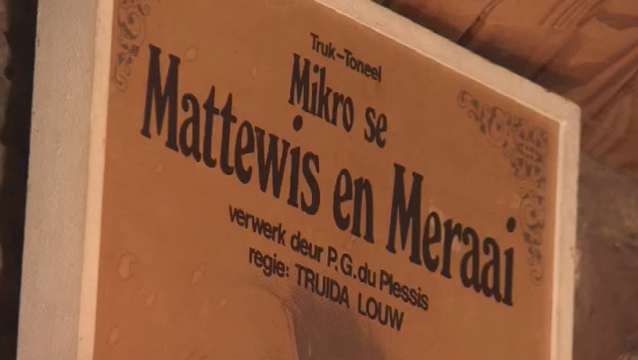 Truk-Toneel
Mikro se
Mattewis en Meraai
verwerk deur P.G.du Plessis
regie: TRUIDA LOUW